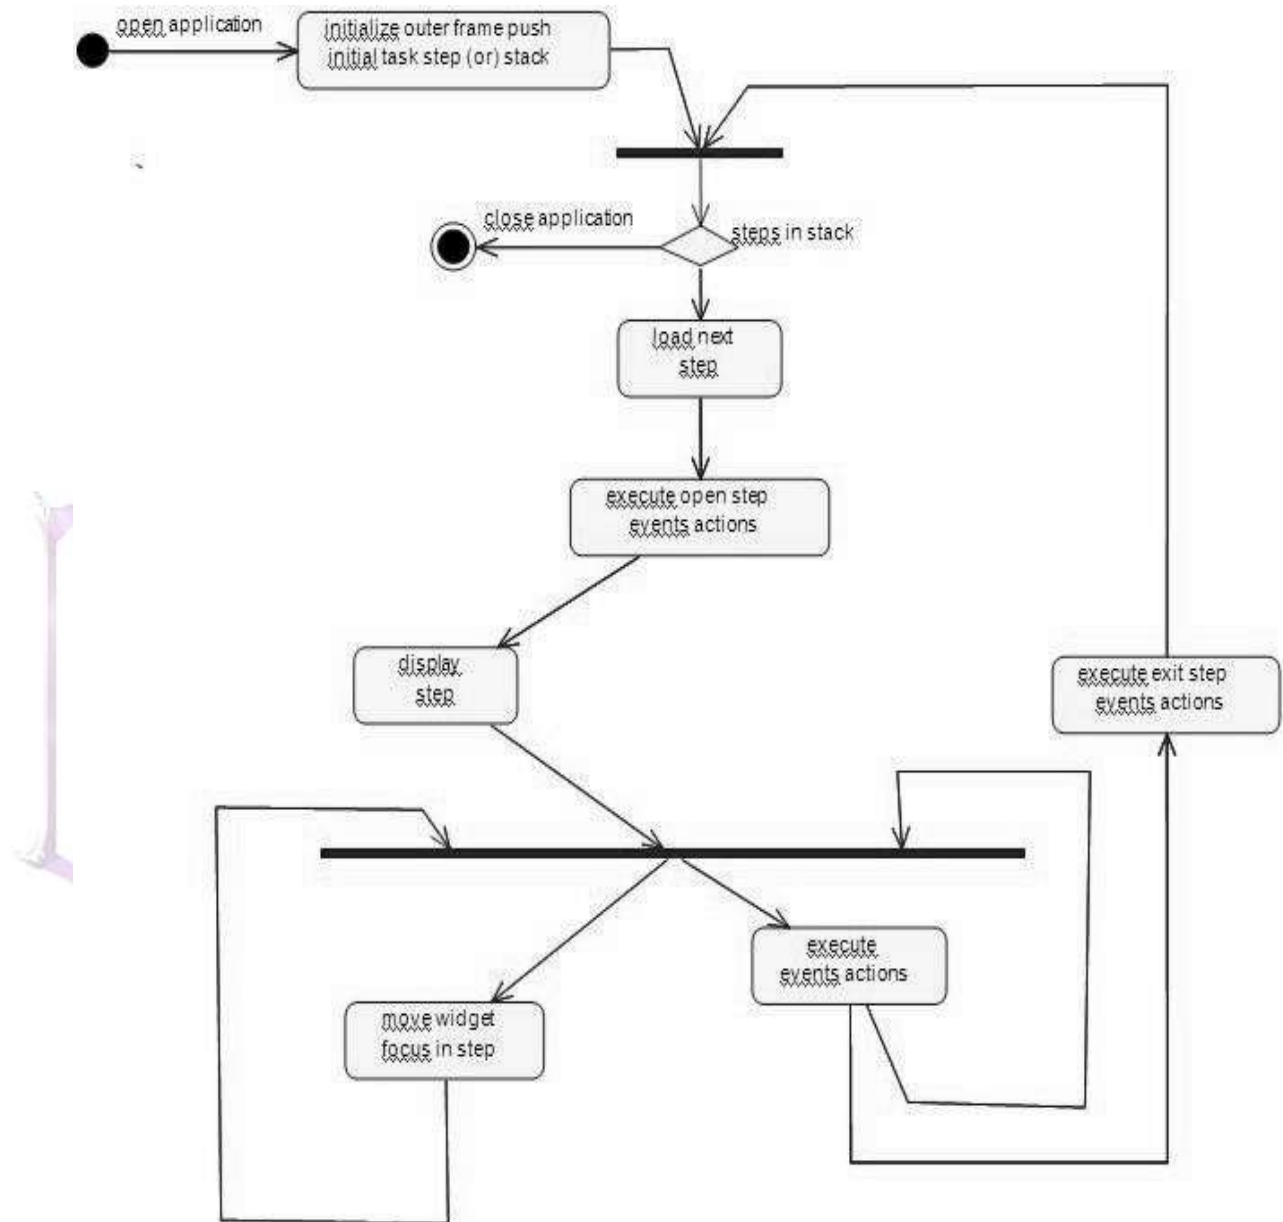 open application
initialize outer frame push
initial task step (or) stack
close application
steps in stack
load next
step
execute open step
events actions
display
step
execute exit step
events actions
execute
events actions
move widget
focus in step